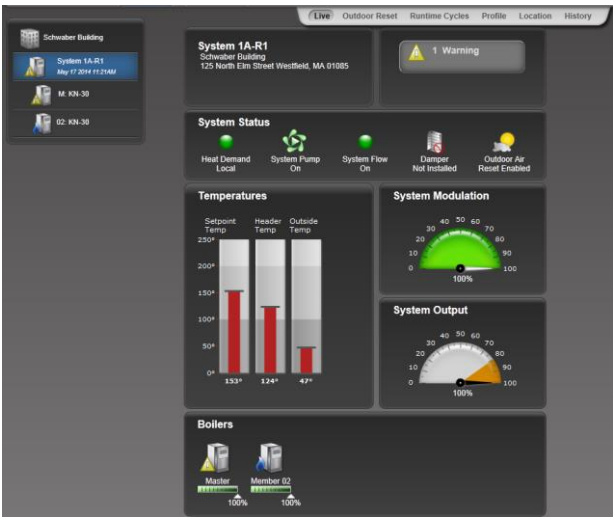 Live Outdoor Reset Runtime Cycles Profile Location History
Schwaber Building
System 1A-R1
May 17 2014 11:21AM
M: KN-30
02: KN-30
System 1A-R1
Schwaber Building
125 North Elm Street Westfield, MA 01085
1 Warning
System Status
Heat Demand
Local
System Pump
On
System Flow
On
Damper
Not Installed
Outdoor Air
Reset Enabled
Temperatures
Setpoint
Temp
Header
Temp
Outside
Temp
250°
200°
150°
100°
50°
0°
153° 124° 47°
System Modulation
0 10 20 30 40 50 60 70 80 90 100
100%
System Output
0 10 20 30 40 50 60 70 80 90 100
100%
Boilers
Master
100%
Member 02
100%